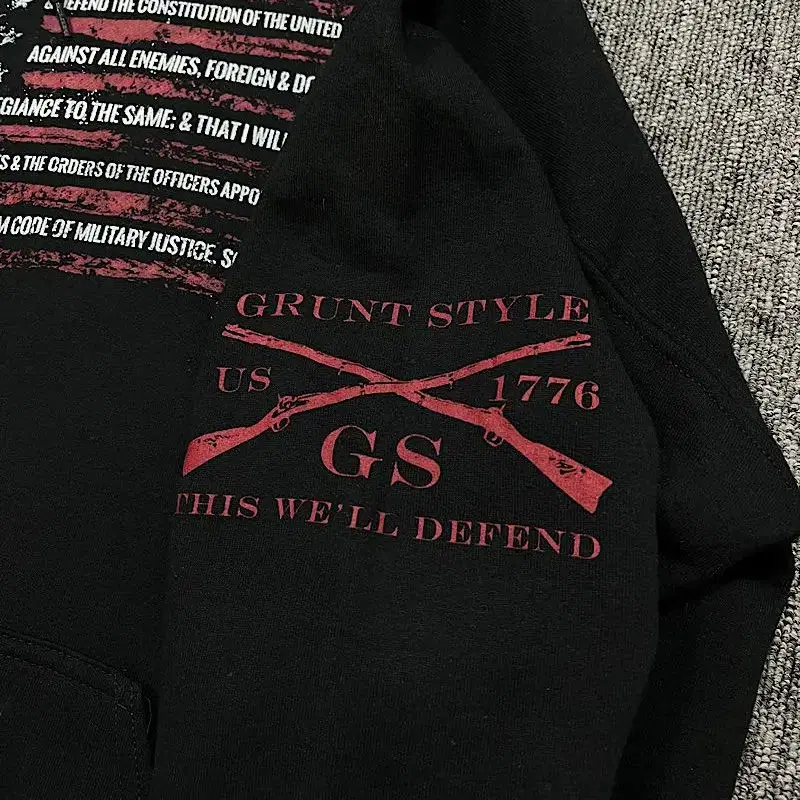 DEFEND THE CONSTITUTION OF THE UNITED
AGAINST ALL ENEMIES, FOREIGN & DO
GIANCE TO THE SAME; & THAT I WILL
S & THE ORDERS OF THE OFFICERS APPO
M CODE OF MILITARY JUSTICE. S
GRUNT STYLE
US 1776
GS
THIS WE'LL DEFEND